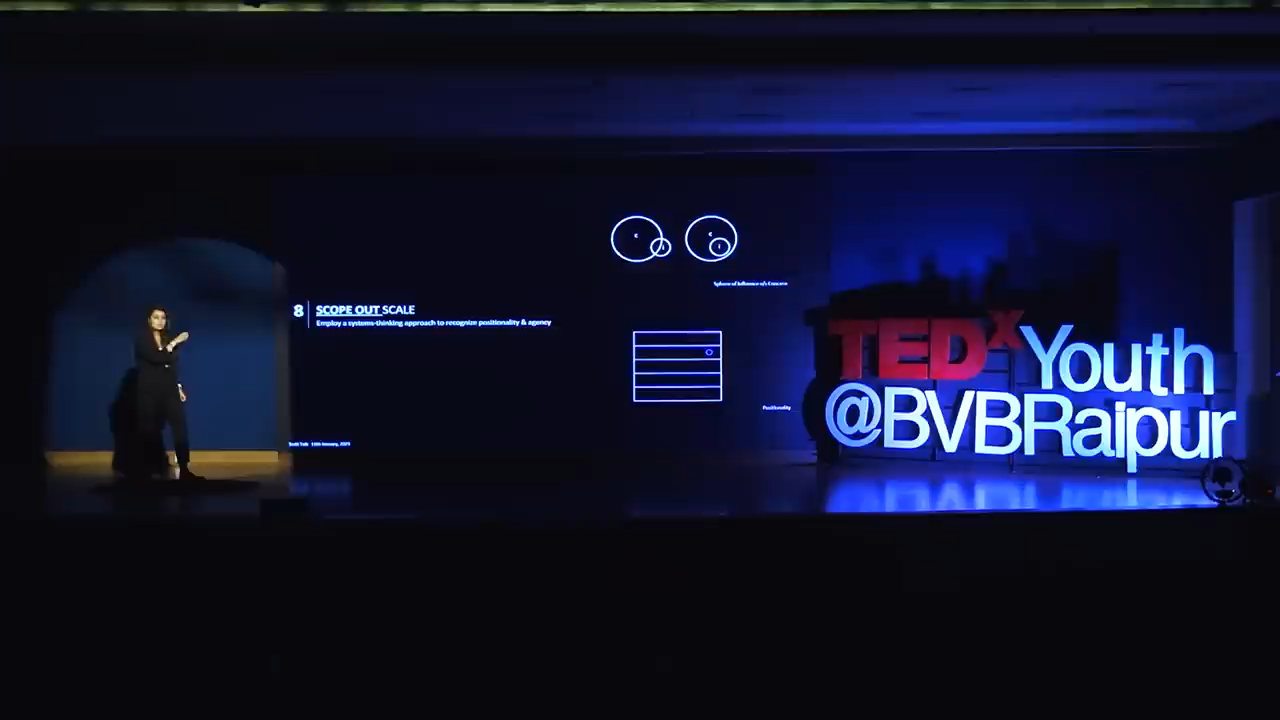 8
SCOPE OUT SCALE
Employ a systems-thinking approach to recognize positionality & agency
C
I
C
I
Sphere of Influence v/s Concern
Positionality
TEDx Youth
@BVBRaipur